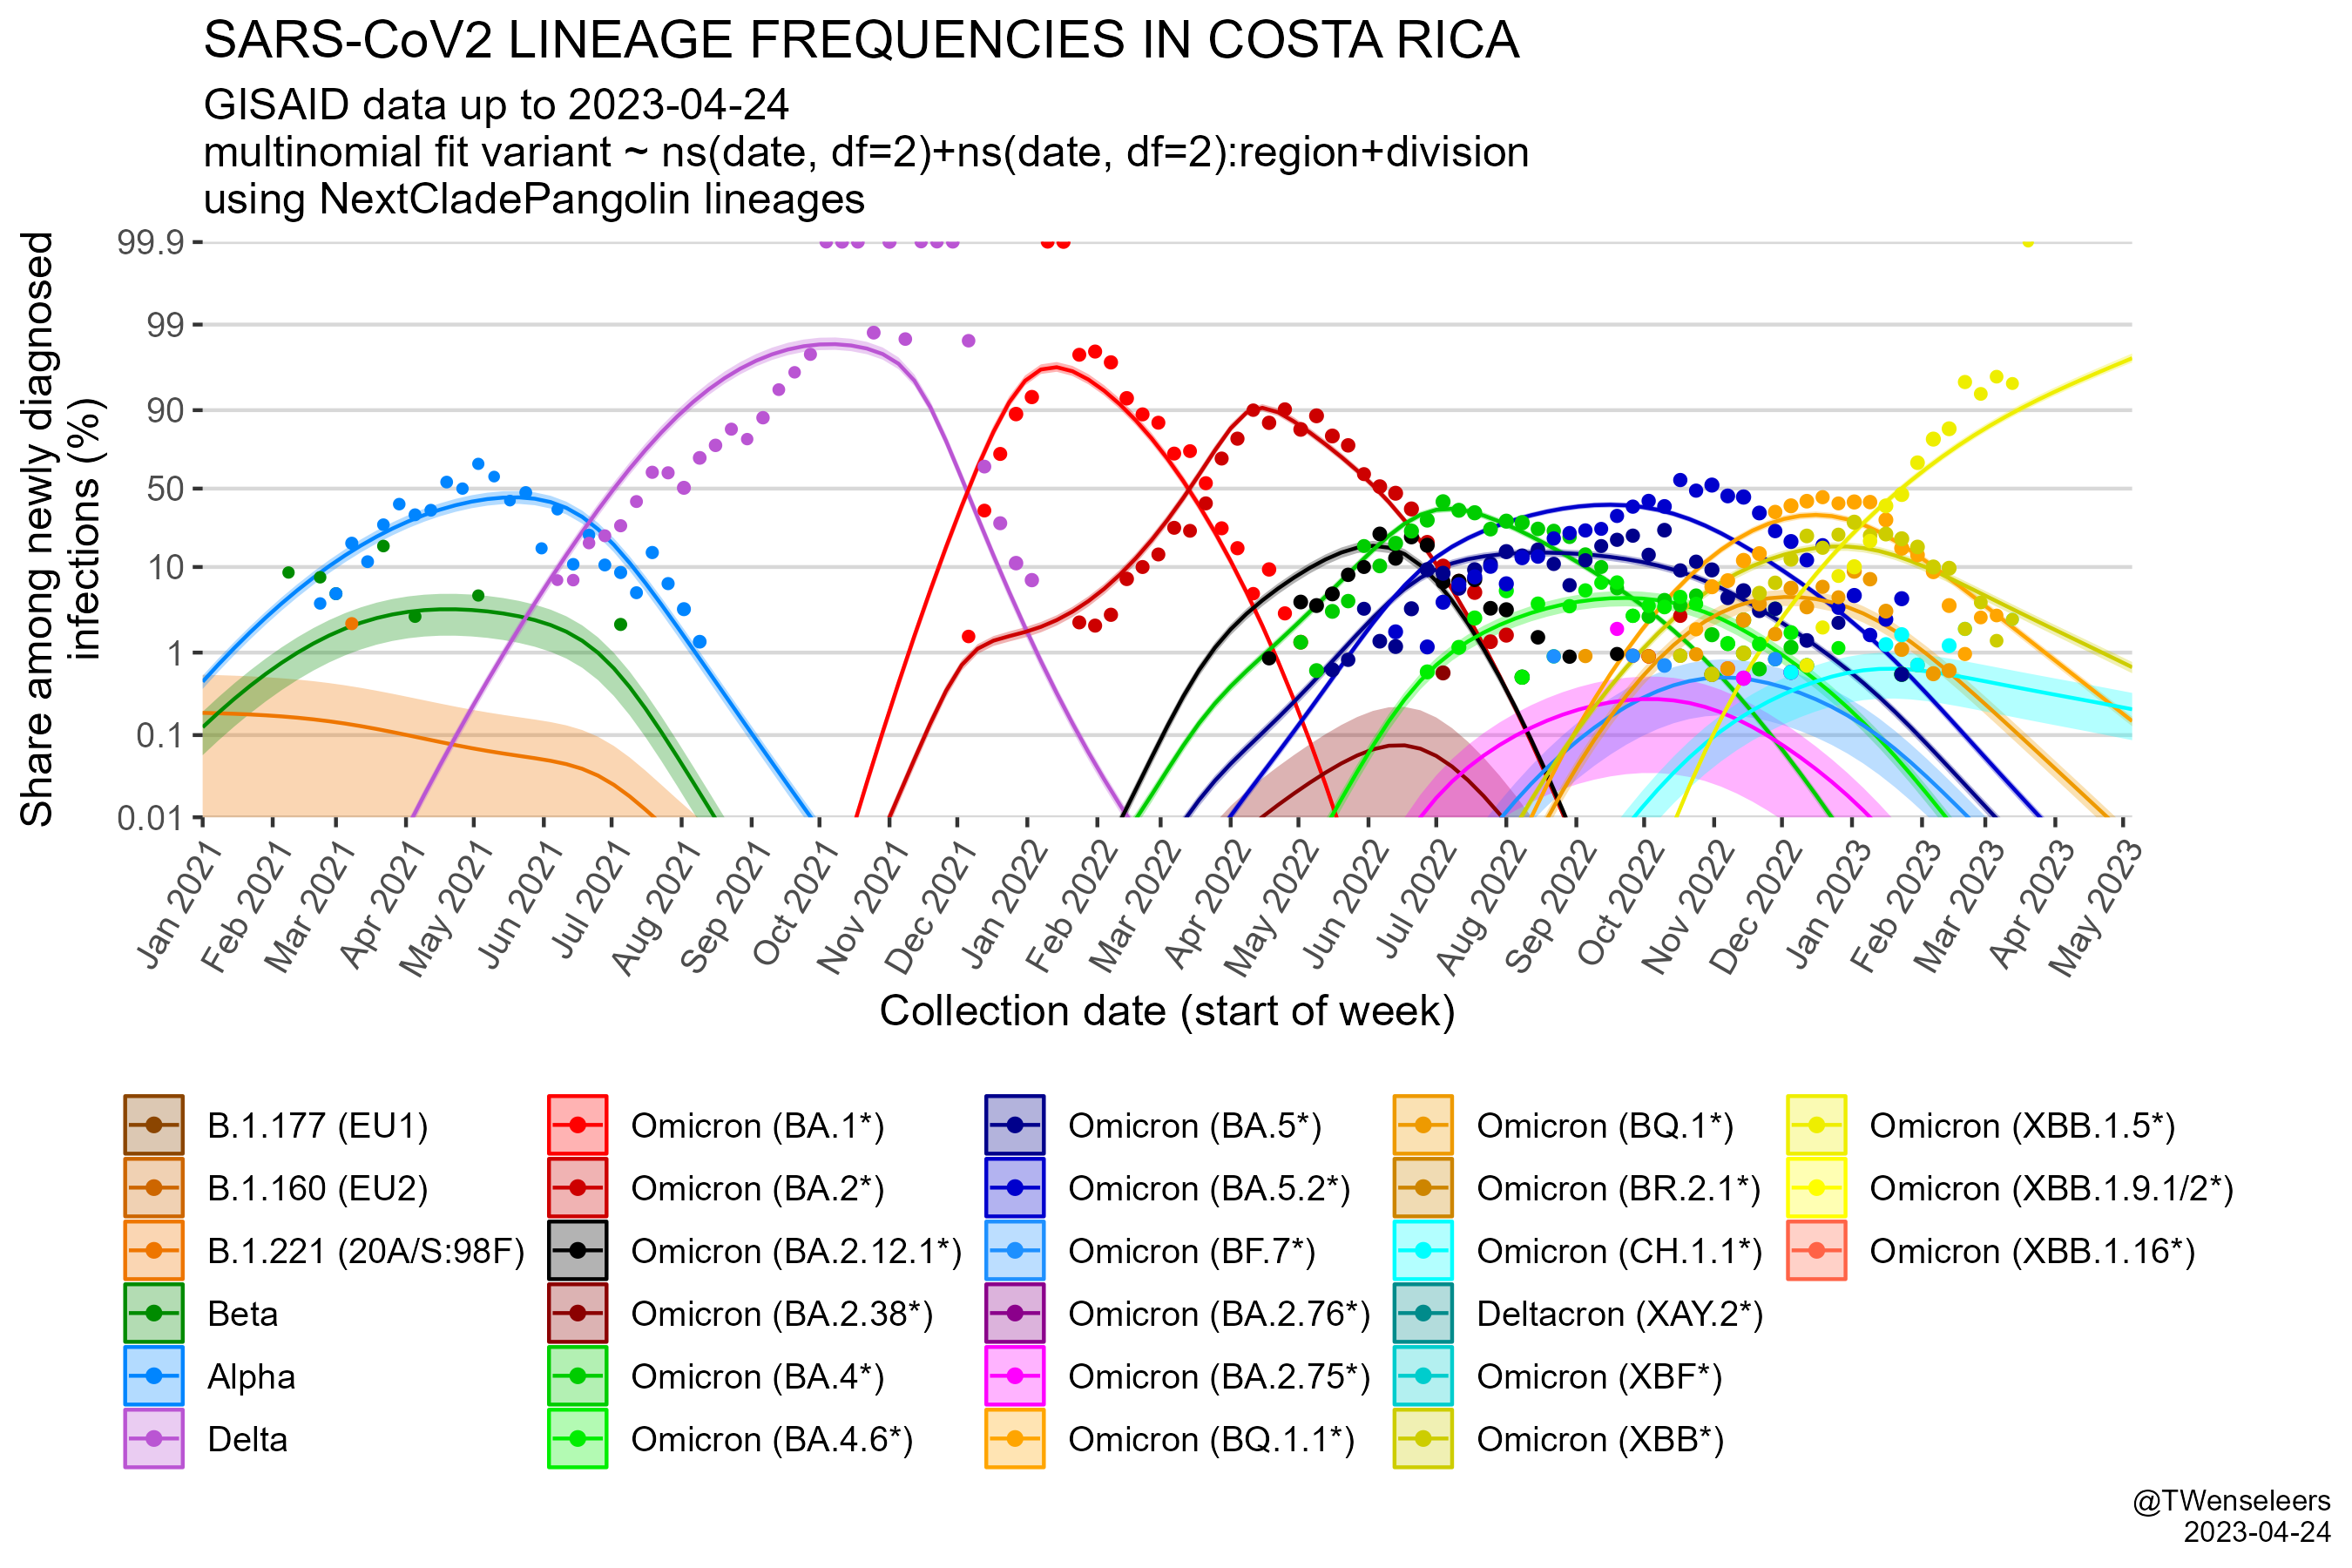 SARS-CoV2 LINEAGE FREQUENCIES IN COSTA RICA
GISAID data up to 2023-04-24
multinomial fit variant ~ ns(date, df=2)+ns(date, df=2):region+division
using NextCladePangolin lineages
Share among newly diagnosed
infections (%)
99.9
99
90
50
10
1
0.1
0.01
Jan 2021
Feb 2021
Mar 2021
Apr 2021
May 2021
Jun 2021
Jul 2021
Aug 2021
Sep 2021
Oct 2021
Nov 2021
Dec 2021
Jan 2022
Feb 2022
Mar 2022
Apr 2022
May 2022
Jun 2022
Jul 2022
Aug 2022
Sep 2022
Oct 2022
Nov 2022
Dec 2022
Jan 2023
Feb 2023
Mar 2023
Apr 2023
May 2023
Collection date (start of week)
B.1.177 (EU1)
B.1.160 (EU2)
B.1.221 (20A/S:98F)
Beta
Alpha
Delta
Omicron (BA.1*)
Omicron (BA.2*)
Omicron (BA.2.12.1*)
Omicron (BA.2.38*)
Omicron (BA.4*)
Omicron (BA.4.6*)
Omicron (BA.5*)
Omicron (BA.5.2*)
Omicron (BF.7*)
Omicron (BA.2.76*)
Omicron (BA.2.75*)
Omicron (BQ.1.1*)
Omicron (BQ.1*)
Omicron (BR.2.1*)
Omicron (CH.1.1*)
Deltacron (XAY.2*)
Omicron (XBF*)
Omicron (XBB*)
Omicron (XBB.1.5*)
Omicron (XBB.1.9.1/2*)
Omicron (XBB.1.16*)
@TWenseleers
2023-04-24